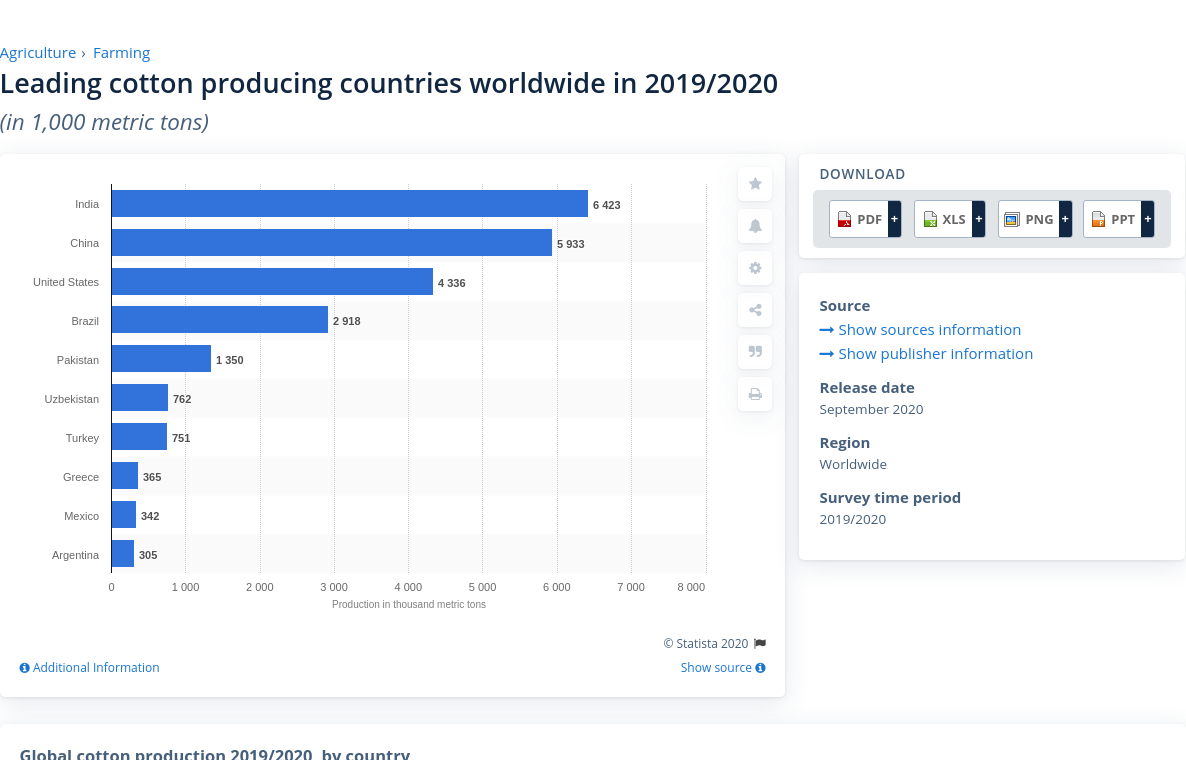 Agriculture › Farming
Leading cotton producing countries worldwide in 2019/2020
(in 1,000 metric tons)
India 6 423
China 5 933
United States 4 336
Brazil 2 918
Pakistan 1 350
Uzbekistan 762
Turkey 751
Greece 365
Mexico 342
Argentina 305
0 1 000 2 000 3 000 4 000 5 000 6 000 7 000 8 000
Production in thousand metric tons
© Statista 2020
Additional Information
Show source
DOWNLOAD
PDF + XLS + PNG + PPT +
Source
Show sources information
Show publisher information
Release date
September 2020
Region
Worldwide
Survey time period
2019/2020
Global cotton production 2019/2020, by country